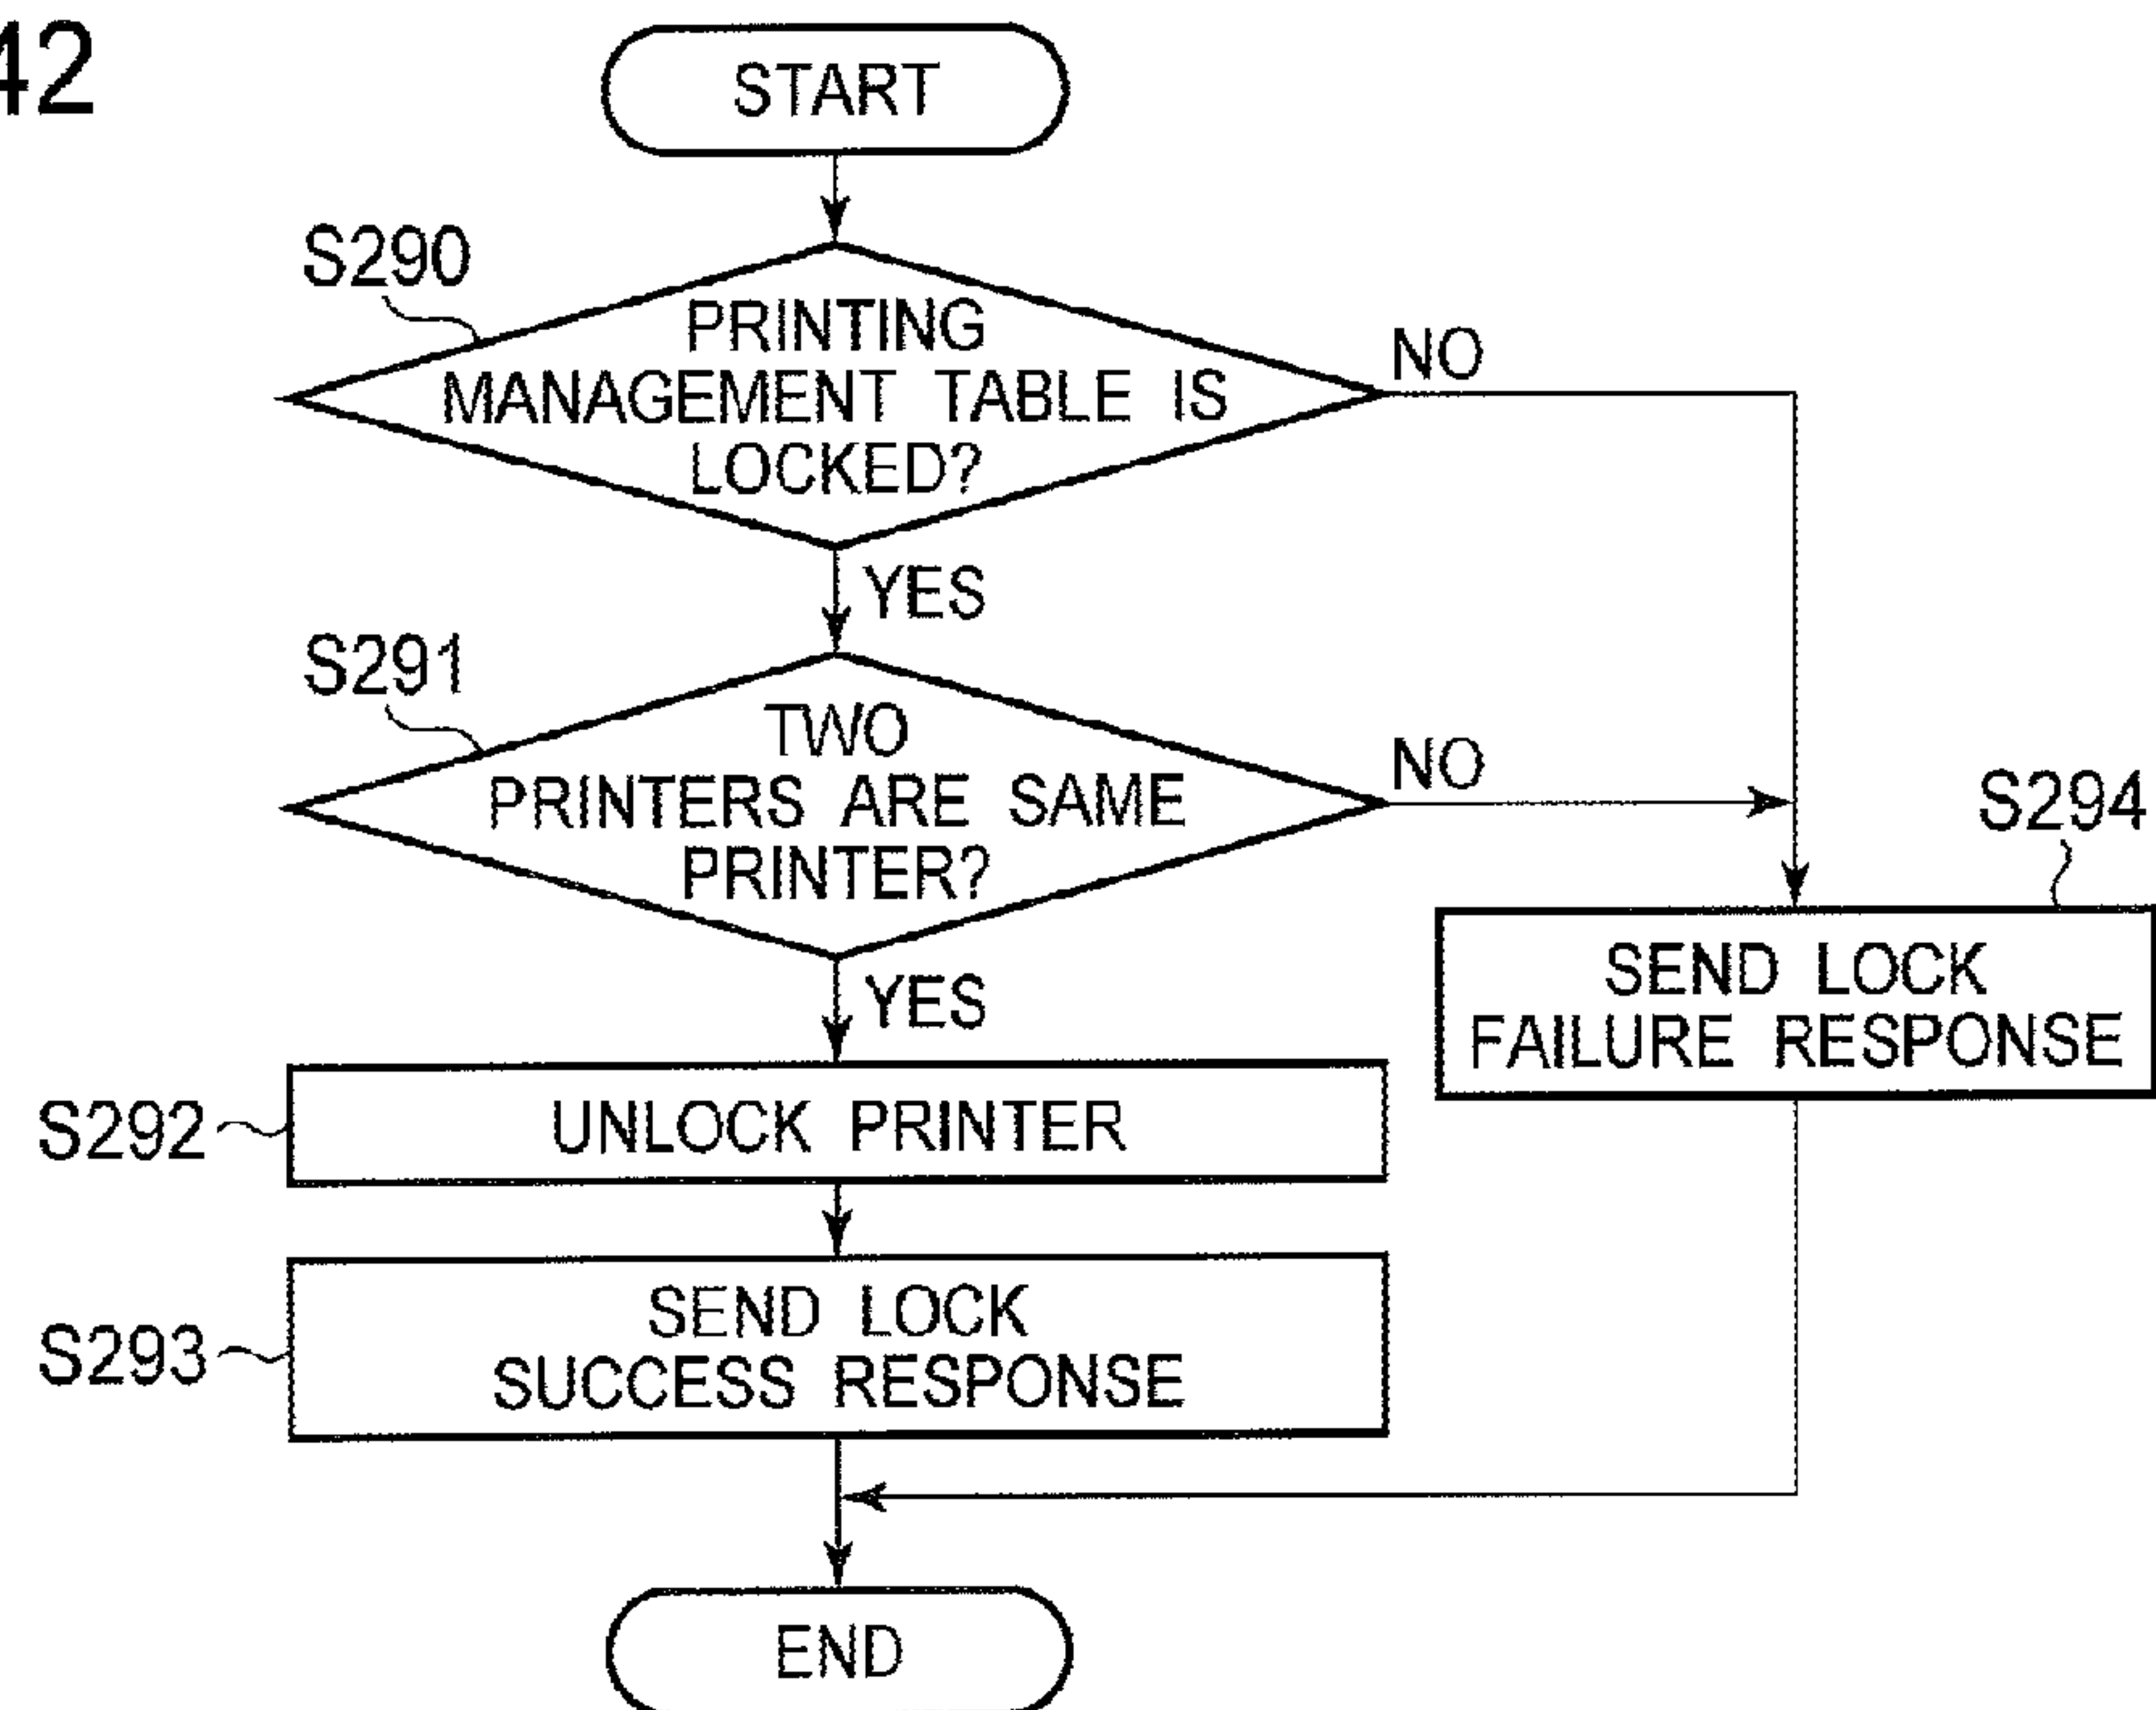 42
START
S290
PRINTING
MANAGEMENT TABLE IS
LOCKED?
NO
YES
S291
TWO
PRINTERS ARE SAME
PRINTER?
NO
S294
SEND LOCK
FAILURE RESPONSE
YES
S292
UNLOCK PRINTER
S293
SEND LOCK
SUCCESS RESPONSE
END